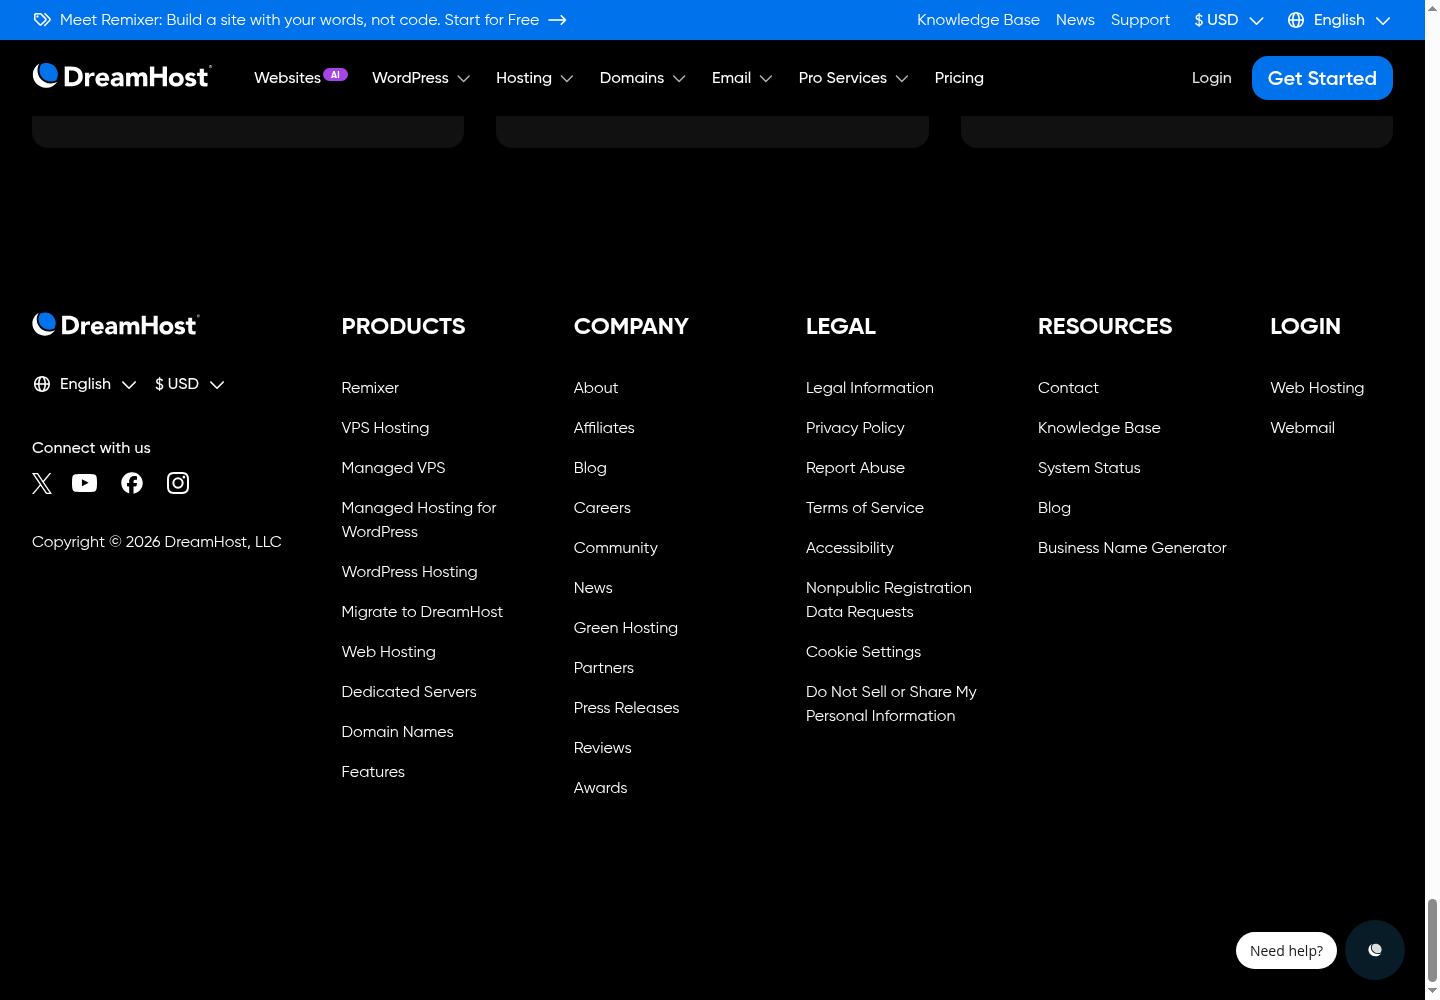 Meet Remixer: Build a site with your words, not code. Start for Free
Knowledge Base News Support $ USD English
DreamHost Websites AI WordPress Hosting Domains Email Pro Services Pricing Login Get Started
DreamHost
English $ USD
Connect with us
Copyright © 2026 DreamHost, LLC
PRODUCTS
Remixer
VPS Hosting
Managed VPS
Managed Hosting for
WordPress
WordPress Hosting
Migrate to DreamHost
Web Hosting
Dedicated Servers
Domain Names
Features
COMPANY
About
Affiliates
Blog
Careers
Community
News
Green Hosting
Partners
Press Releases
Reviews
Awards
LEGAL
Legal Information
Privacy Policy
Report Abuse
Terms of Service
Accessibility
Nonpublic Registration
Data Requests
Cookie Settings
Do Not Sell or Share My
Personal Information
RESOURCES
Contact
Knowledge Base
System Status
Blog
Business Name Generator
LOGIN
Web Hosting
Webmail
Need help?